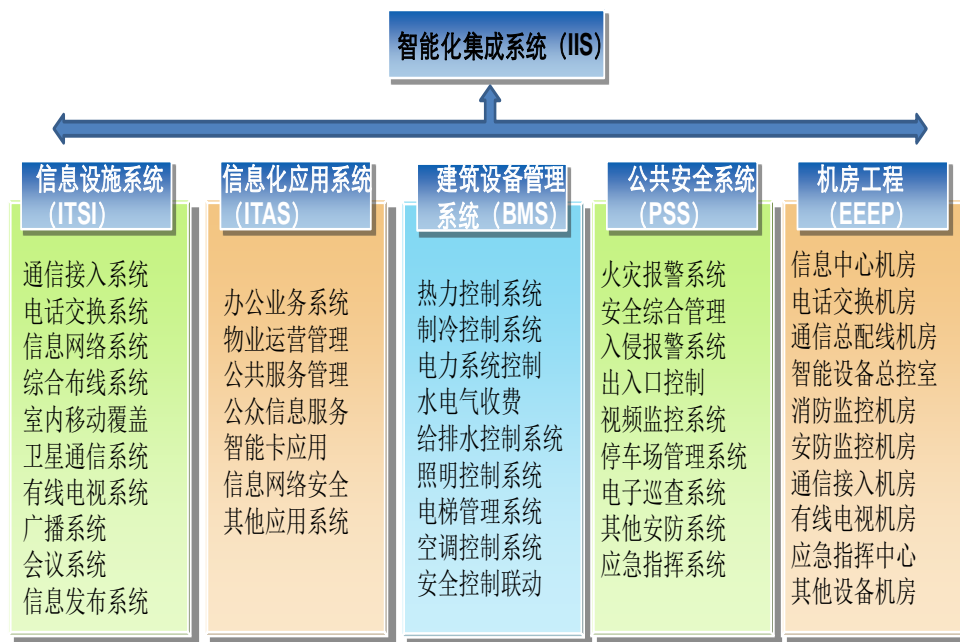 智能化集成系统（IIS）
信息设施系统
（ITSI）
通信接入系统
电话交换系统
信息网络系统
综合布线系统
室内移动覆盖
卫星通信系统
有线电视系统
广播系统
会议系统
信息发布系统
信息化应用系统
（ITAS）
办公业务系统
物业运营管理
公共服务管理
公众信息服务
智能卡应用
信息网络安全
其他应用系统
建筑设备管理
系统（BMS）
热力控制系统
制冷控制系统
电力系统控制
水电气收费
给排水控制系统
照明控制系统
电梯管理系统
空调控制系统
安全控制联动
公共安全系统
（PSS）
火灾报警系统
安全综合管理
入侵报警系统
出入口控制
视频监控系统
停车场管理系统
电子巡查系统
其他安防系统
应急指挥系统
机房工程
（EEEP）
信息中心机房
电话交换机房
通信总配线机房
智能设备总控室
消防监控机房
安防监控机房
通信接入机房
有线电视机房
应急指挥中心
其他设备机房